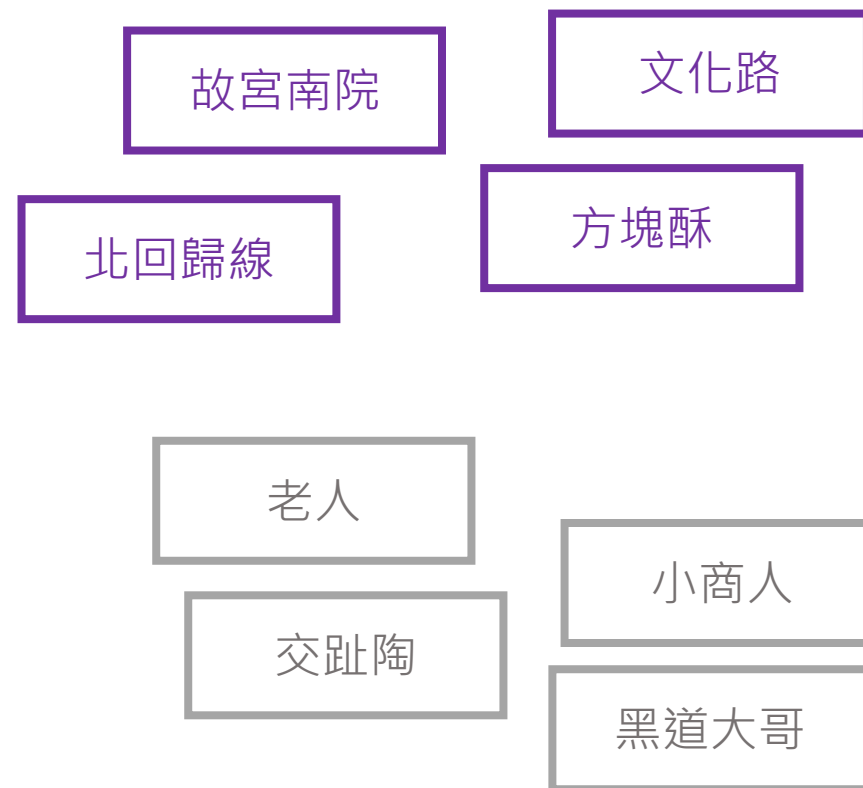 故宮南院
文化路
北回歸線
方塊酥
老人
小商人
交趾陶
黑道大哥